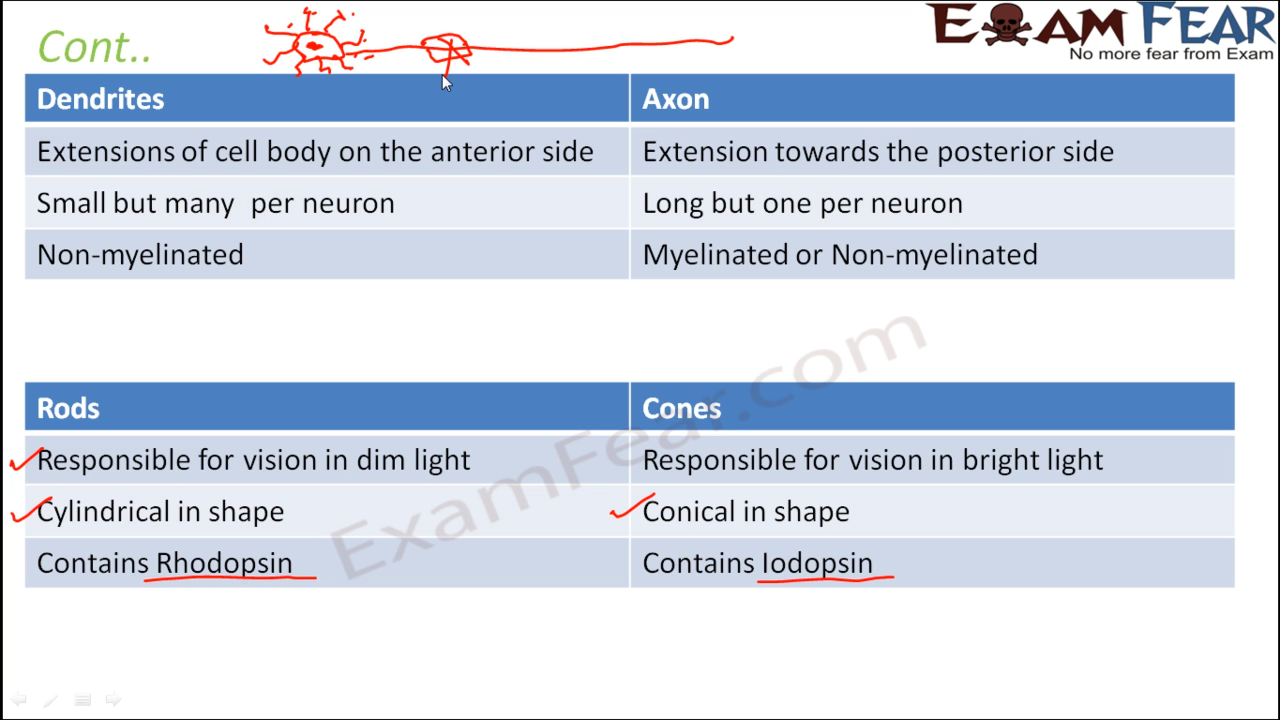 Cont..
EXAM FEAR
No more fear from Exam
Dendrites Axon
Extensions of cell body on the anterior side Extension towards the posterior side
Small but many per neuron Long but one per neuron
Non-myelinated Myelinated or Non-myelinated
Rods Cones
Responsible for vision in dim light Responsible for vision in bright light
Cylindrical in shape Conical in shape
Contains Rhodopsin Contains Iodopsin
ExamFear.com